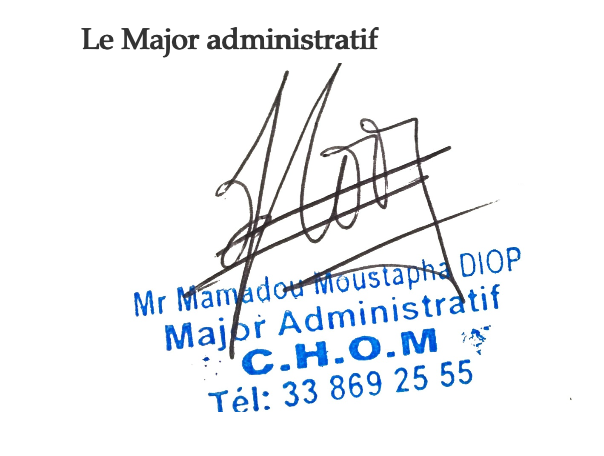 Le Major administratif
Mr Mamadou Moustapha DIOP
Major Administratif
C.H.O.M
Tél: 33 869 25 55